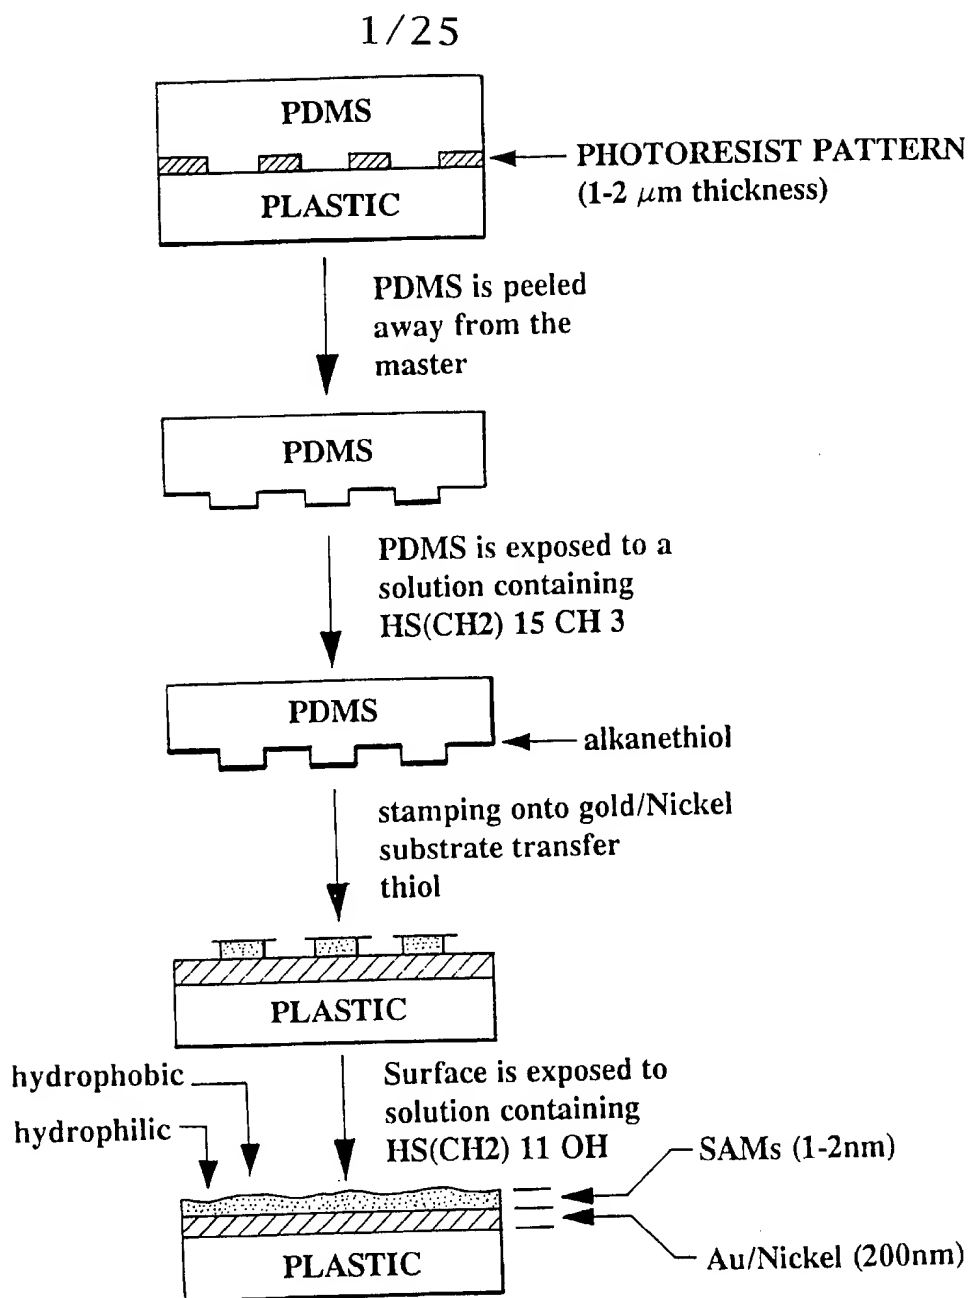 1/25
PDMS
PHOTORESIST PATTERN
(1-2 μm thickness)
PLASTIC
PDMS is peeled
away from the
master
PDMS
PDMS is exposed to a
solution containing
HS(CH2) 15 CH 3
PDMS
alkanethiol
stamping onto gold/Nickel
substrate transfer
thiol
PLASTIC
hydrophobic
hydrophilic
Surface is exposed to
solution containing
HS(CH2) 11 OH
SAMs (1-2nm)
Au/Nickel (200nm)
PLASTIC